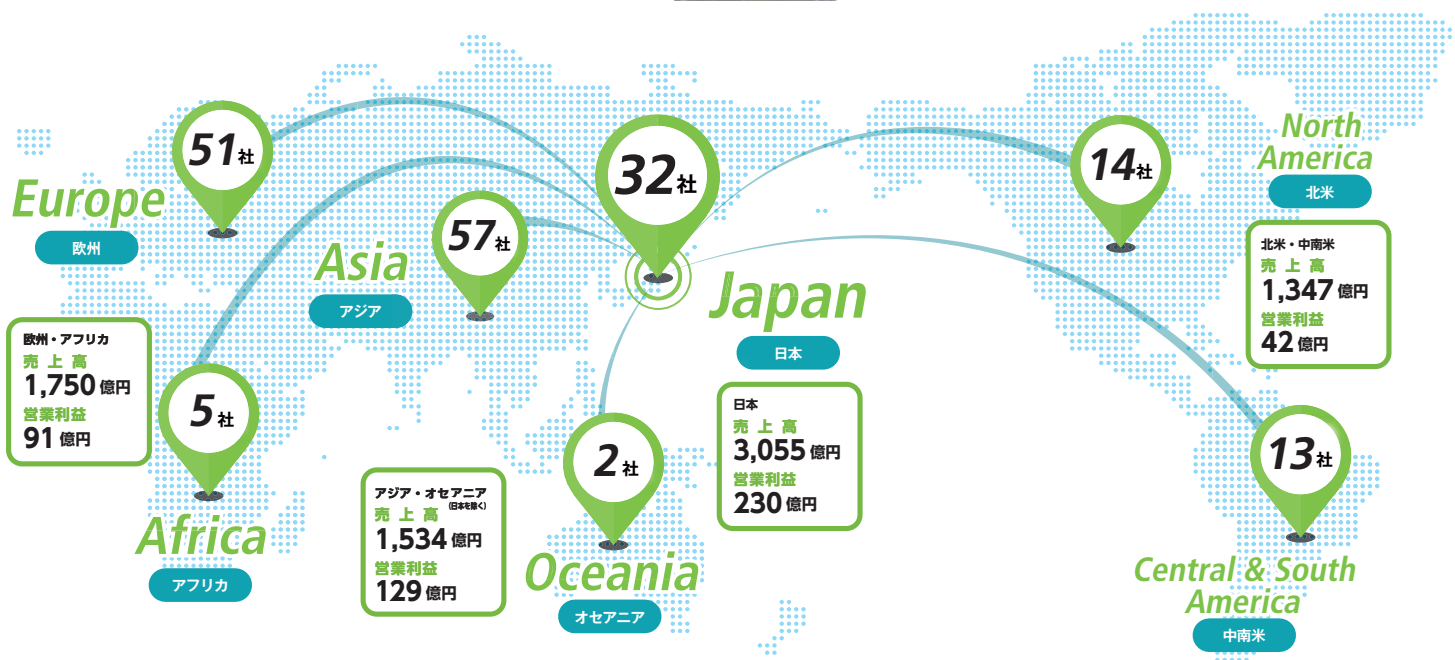 51社
Europe
欧州
欧州・アフリカ
売上高
1,750億円
営業利益
91億円
5社
Africa
アフリカ
57社
Asia
アジア
アジア・オセアニア
(日本を除く)
売上高
1,534億円
営業利益
129億円
2社
Oceania
オセアニア
32社
Japan
日本
日本
売上高
3,055億円
営業利益
230億円
14社
North
America
北米
北米・中南米
売上高
1,347億円
営業利益
42億円
13社
Central & South
America
中南米